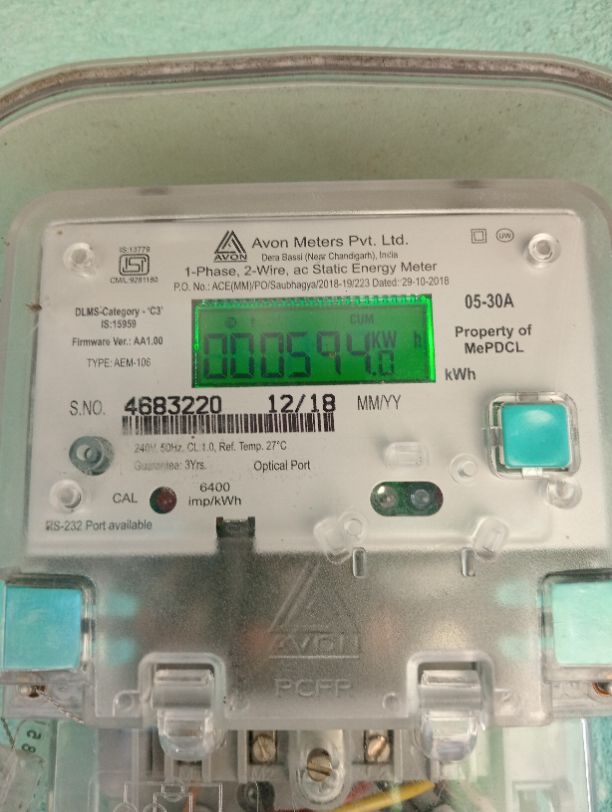 IS:13779
ISI
CM/L-9281180
AVON
Avon Meters Pvt. Ltd.
Dera Bassi (Near Chandigarh), India
UW
1-Phase, 2-Wire, ac Static Energy Meter
P.O. No.: ACE(MM)/PO/Saubhagya/2018-19/223 Dated: 29-10-2018
DLMS-Category - 'C3'
IS:15959
Firmware Ver.: AA1.00
TYPE: AEM-106
CUM
000594.0 KW h
05-30A
Property of
MePDCL
kWh
S.NO. 4683220 12/18 MM/YY
240V, 50Hz, CL 1.0, Ref. Temp. 27°C
Guarantee: 3Yrs. Optical Port
CAL 6400
imp/kWh
RS-232 Port available
AVON
PCFR